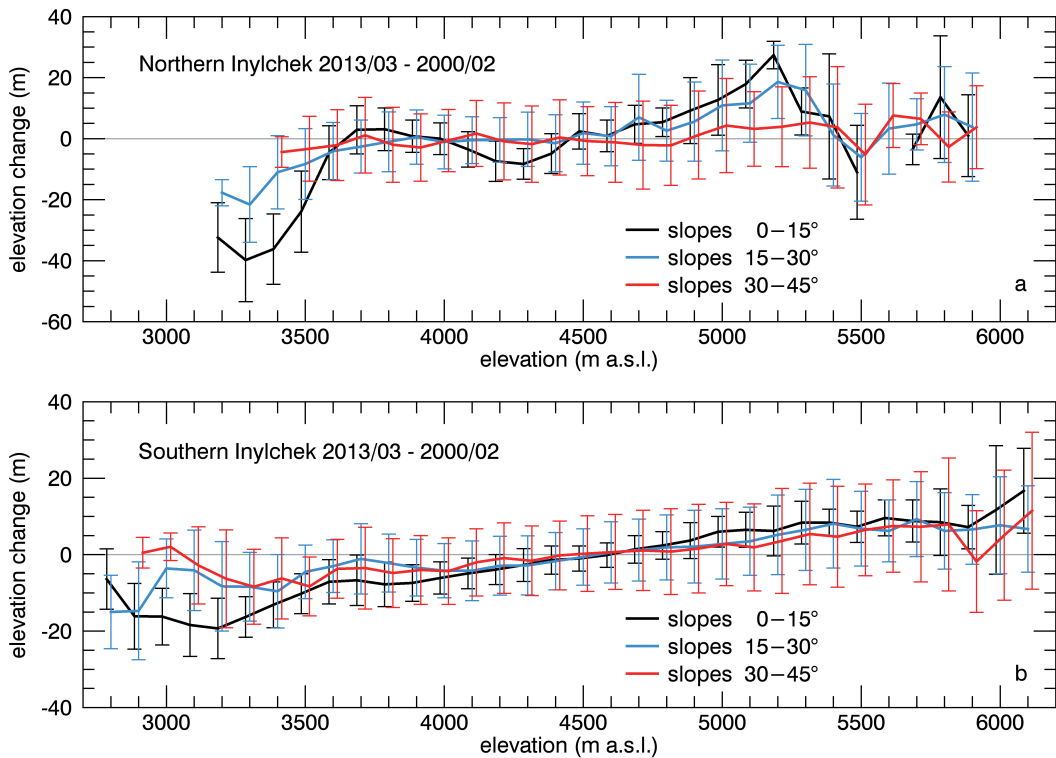 40
20
0
-20
-40
-60
elevation change (m)
Northern Inylchek 2013/03 - 2000/02
slopes 0–15°
slopes 15–30°
slopes 30–45°
a
3000 3500 4000 4500 5000 5500 6000
elevation (m a.s.l.)
40
20
0
-20
-40
elevation change (m)
Southern Inylchek 2013/03 - 2000/02
slopes 0–15°
slopes 15–30°
slopes 30–45°
b
3000 3500 4000 4500 5000 5500 6000
elevation (m a.s.l.)